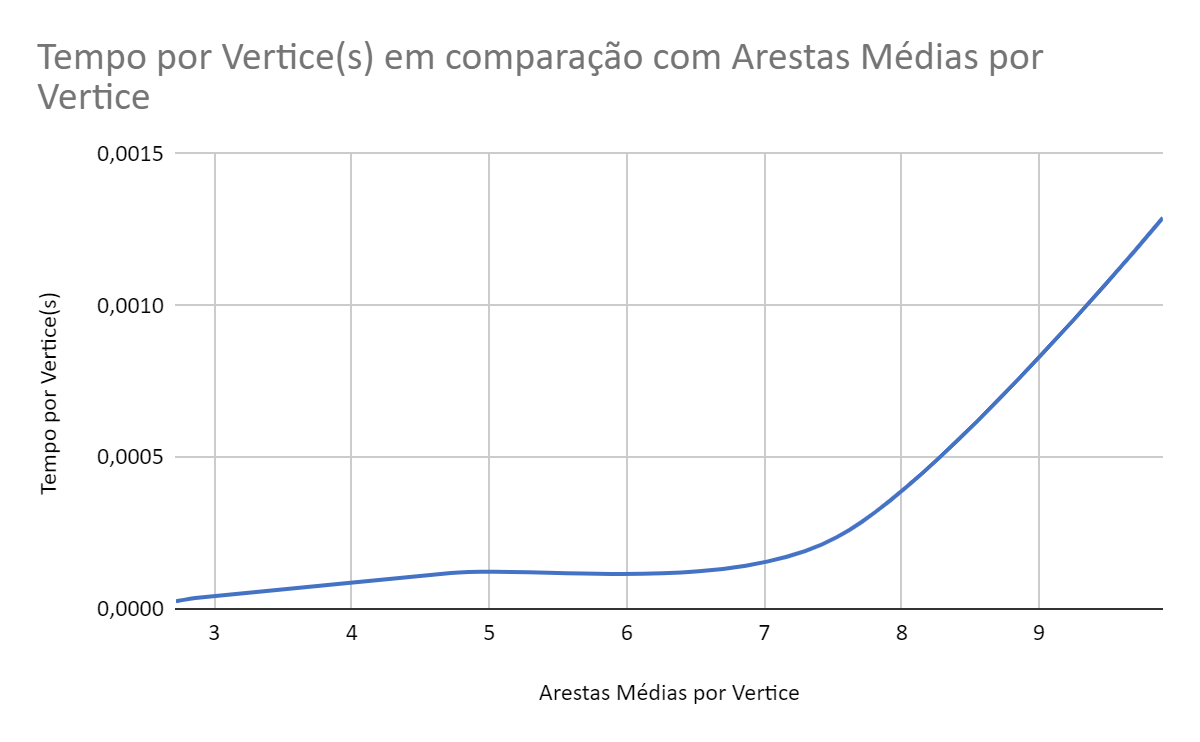 Tempo por Vertice(s) em comparação com Arestas Médias por
Vertice
0,0015
0,0010
0,0005
0,0000
Tempo por Vertice(s)
3 4 5 6 7 8 9
Arestas Médias por Vertice